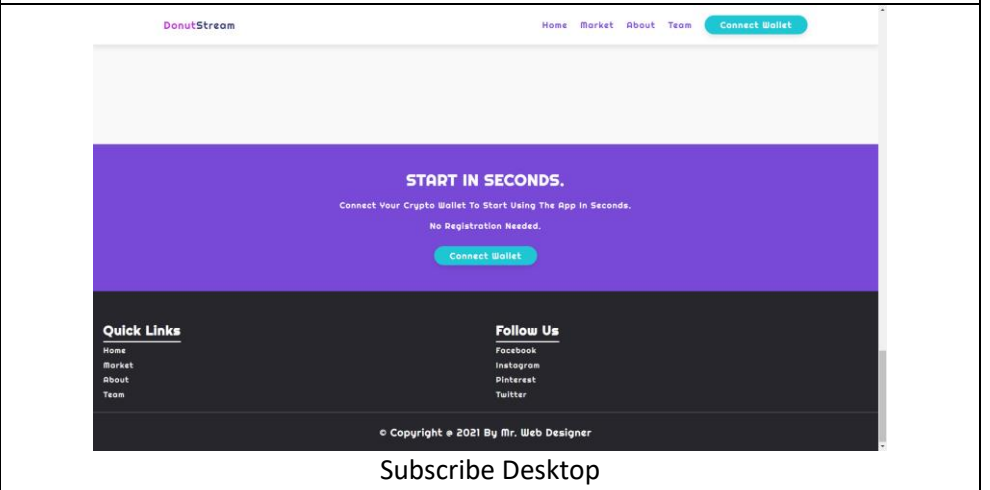 DonutStream Home Market About Team Connect Wallet
START IN SECONDS.
Connect Your Crypto Wallet To Start Using The App In Seconds.
No Registration Needed.
Connect Wallet
Quick Links
Home
Market
About
Team
Follow Us
Facebook
Instagram
Pinterest
Twitter
© Copyright @ 2021 By Mr. Web Designer
Subscribe Desktop